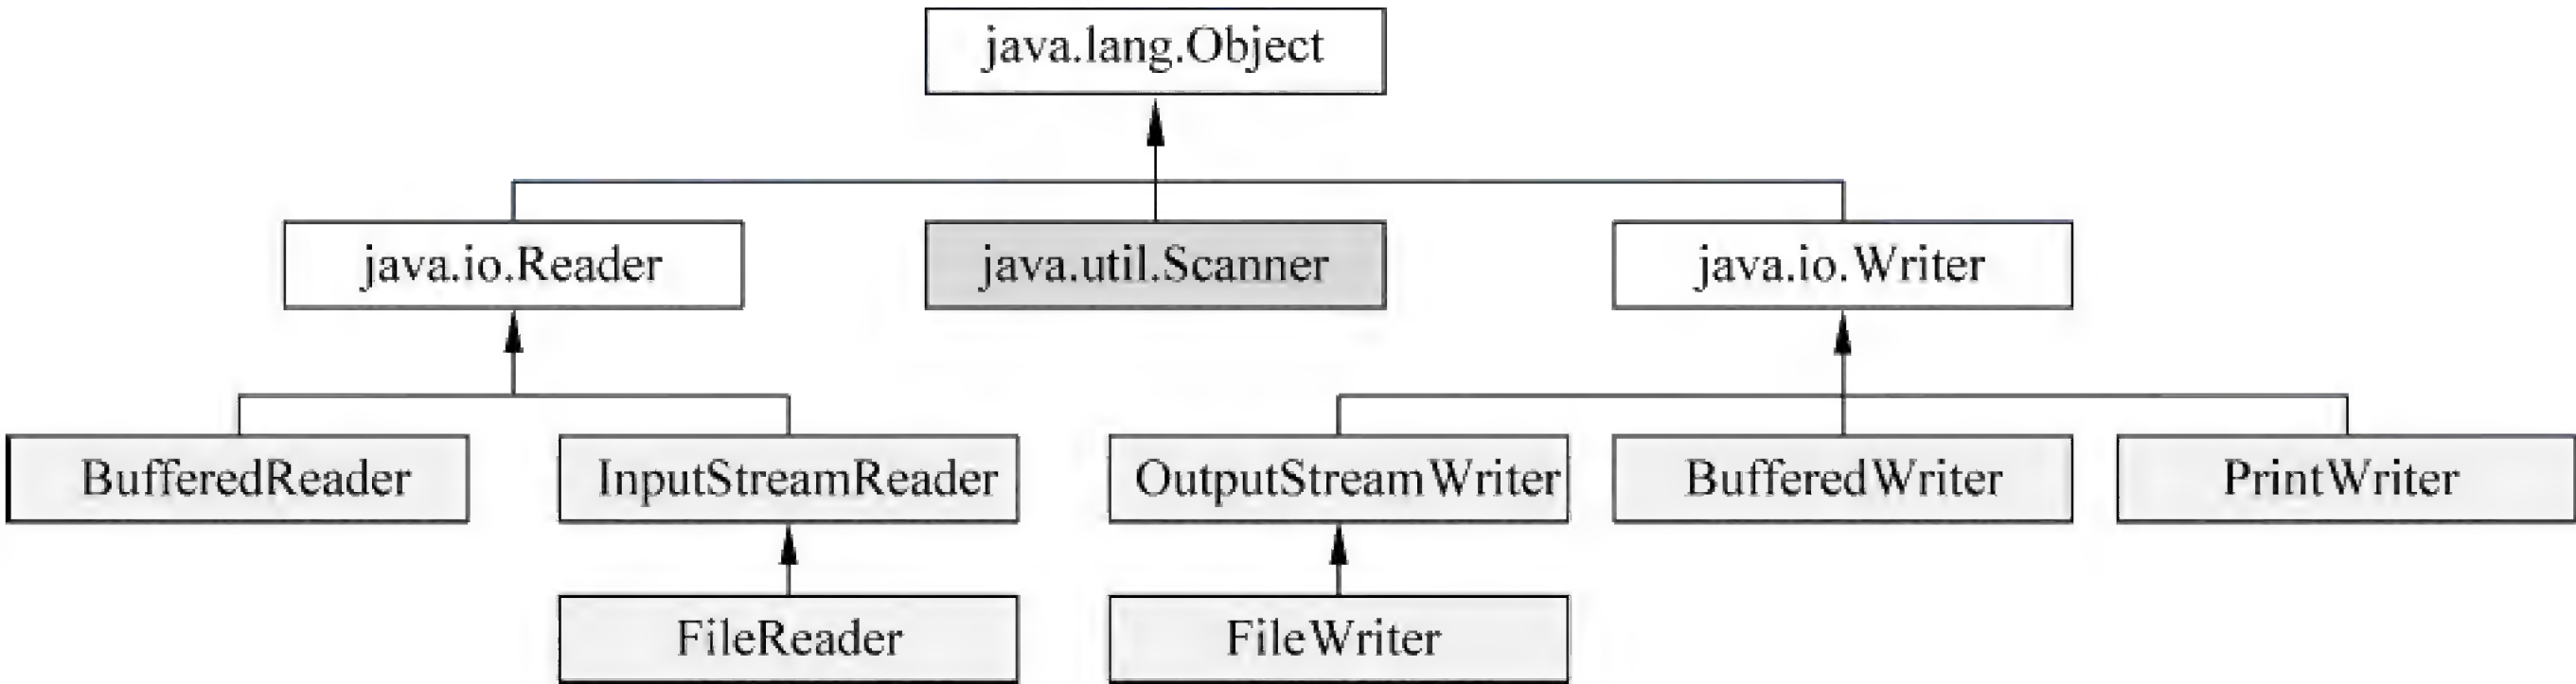 java.lang.Object
java.io.Reader
java.util.Scanner
java.io.Writer
BufferedReader
InputStreamReader
OutputStreamWriter
BufferedWriter
PrintWriter
FileReader
FileWriter